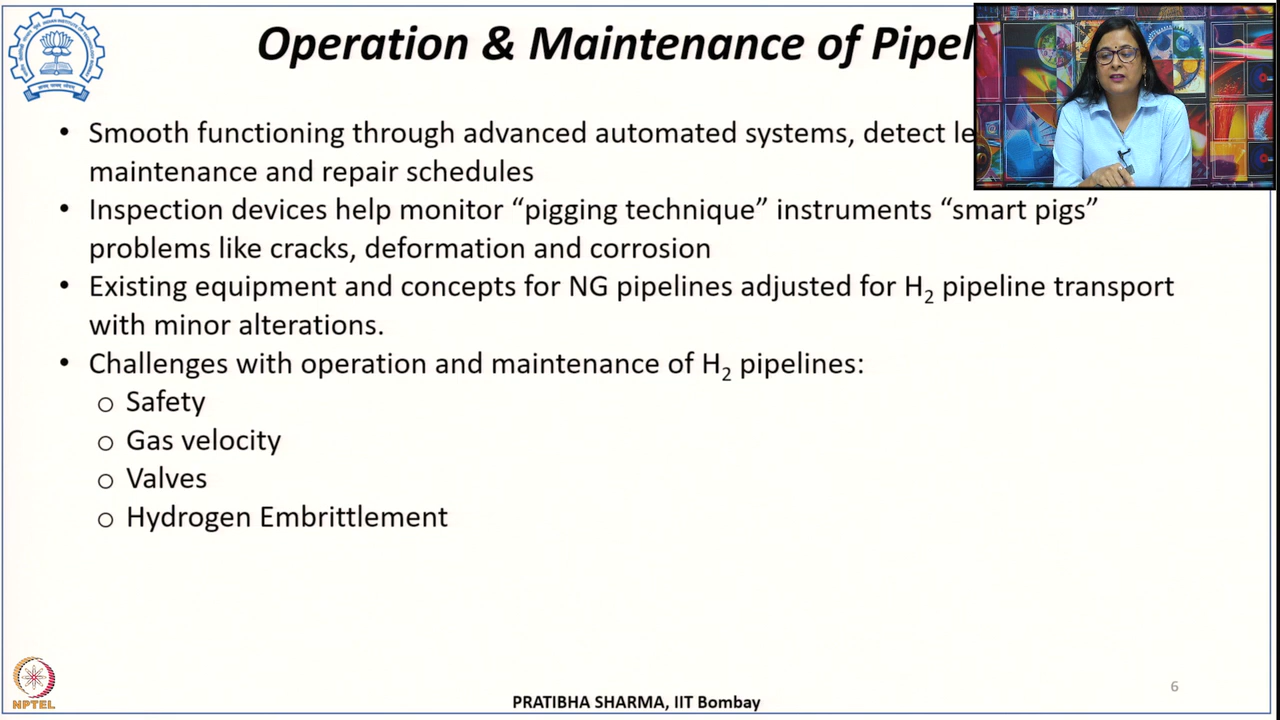 Operation & Maintenance of
• Smooth functioning through advanced automated systems, detect
maintenance and repair schedules
• Inspection devices help monitor “pigging technique” instruments “smart pigs”
problems like cracks, deformation and corrosion
• Existing equipment and concepts for NG pipelines adjusted for H₂ pipeline transport
with minor alterations.
• Challenges with operation and maintenance of H₂ pipelines:
o Safety
o Gas velocity
o Valves
o Hydrogen Embrittlement
NPTEL
PRATIBHA SHARMA, IIT Bombay
6